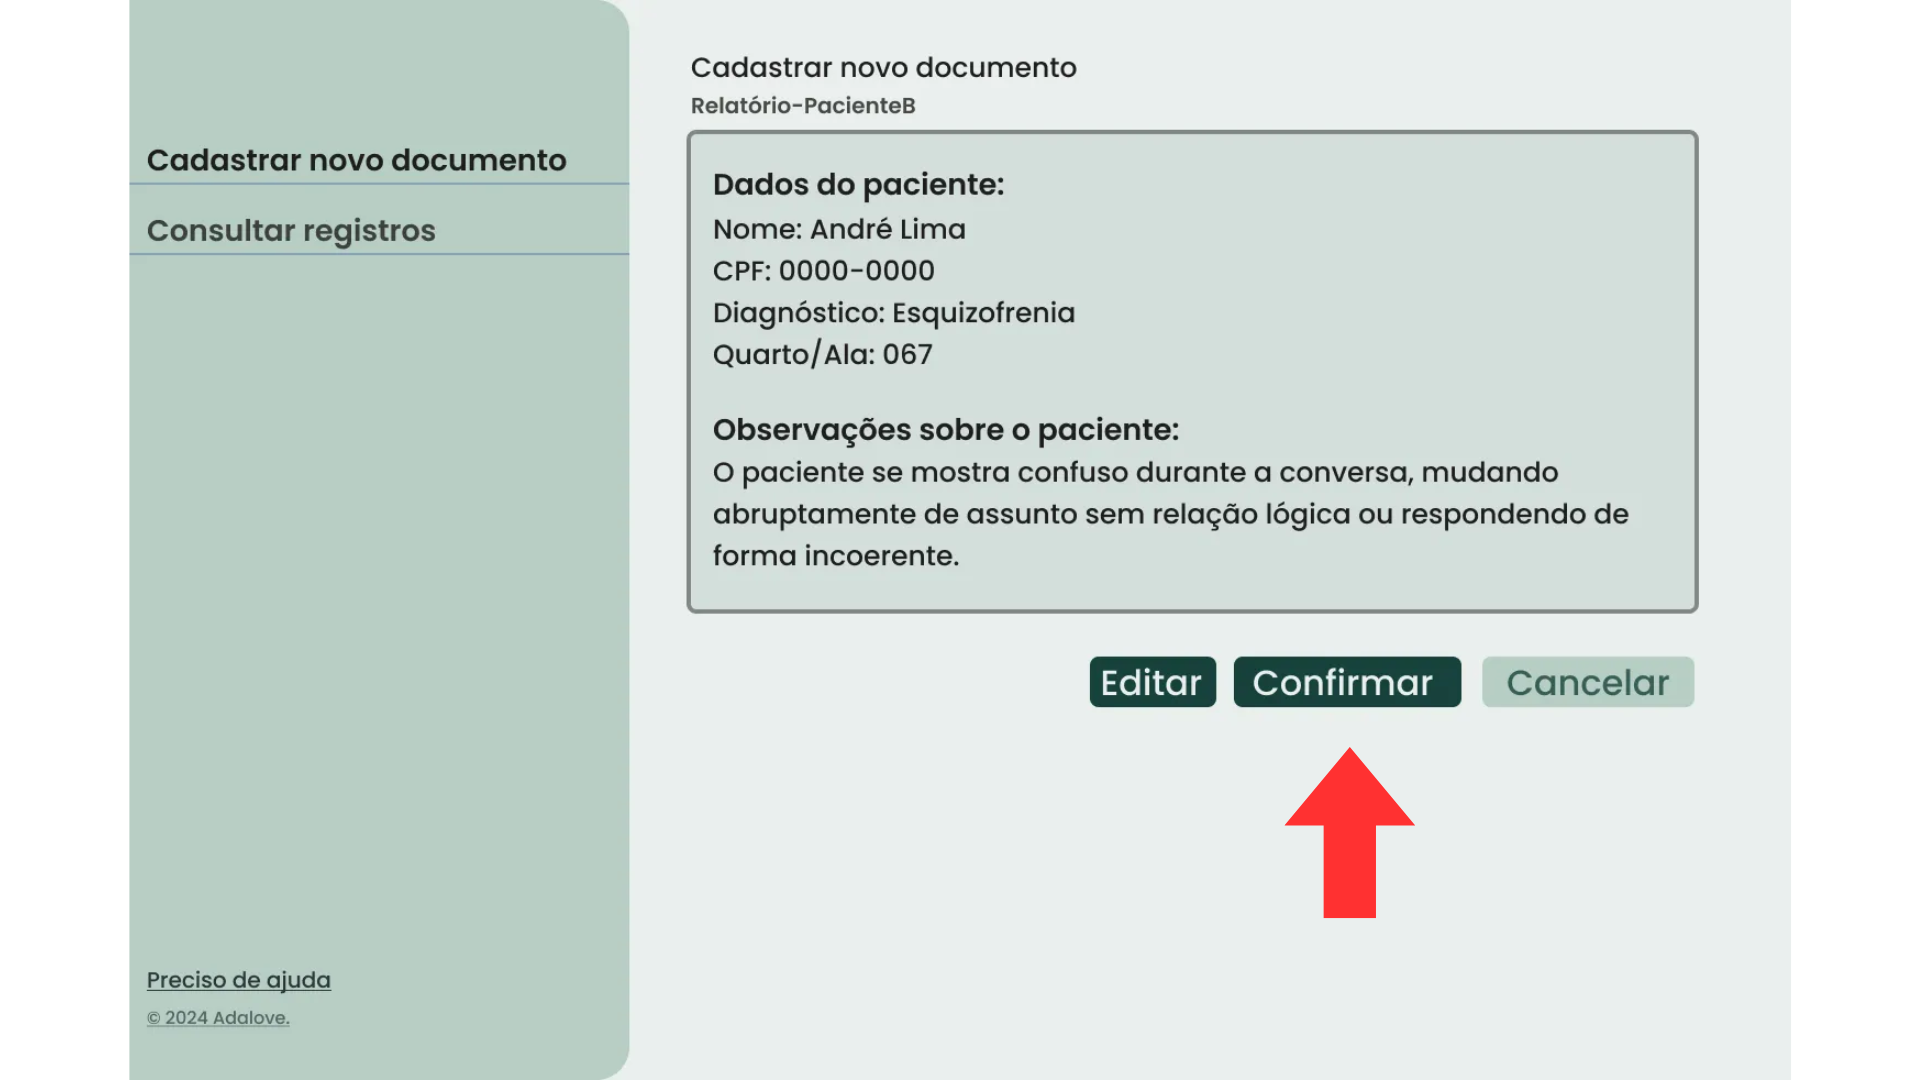 Cadastrar novo documento
Consultar registros
Preciso de ajuda
© 2024 Adalove.
Cadastrar novo documento
Relatório-PacienteB
Dados do paciente:
Nome: André Lima
CPF: 0000-0000
Diagnóstico: Esquizofrenia
Quarto/Ala: 067
Observações sobre o paciente:
O paciente se mostra confuso durante a conversa, mudando
abruptamente de assunto sem relação lógica ou respondendo de
forma incoerente.
Editar
Confirmar
Cancelar